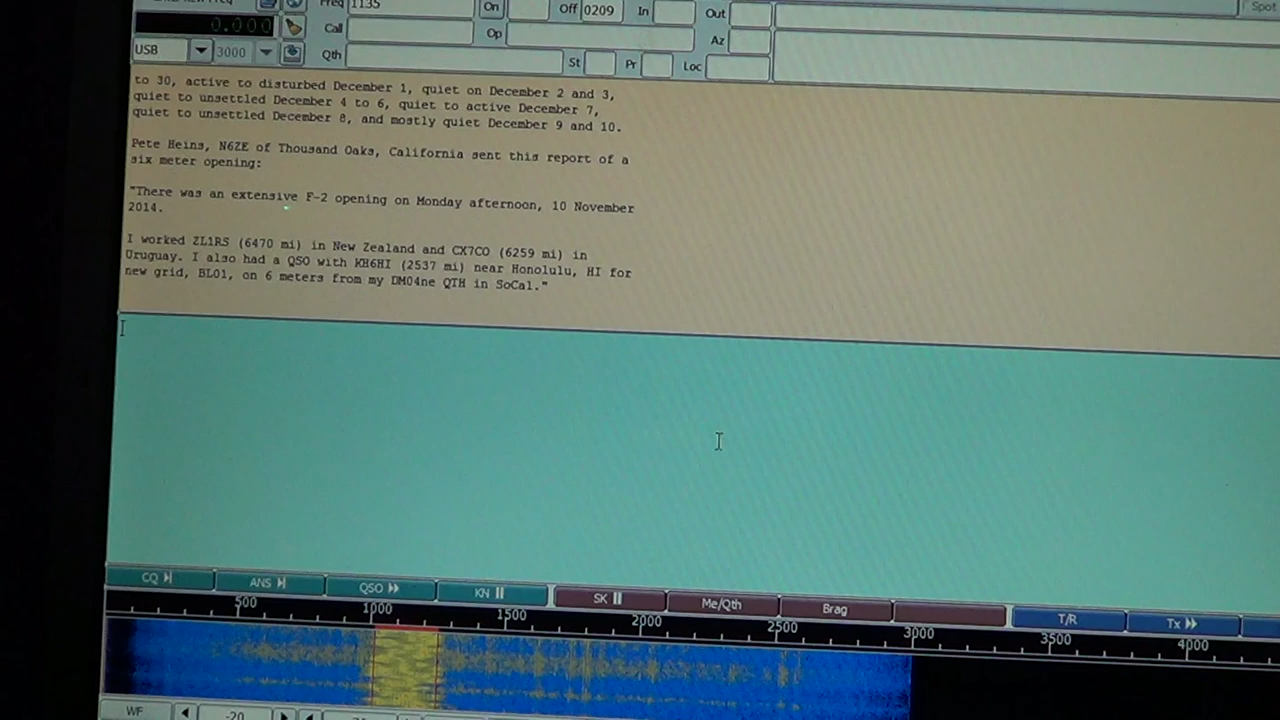 Freq 1135 On Off 0209 In Out Spot
0.000 Call Op Az
USB 3000 Qth St Pr Loc
to 30, active to disturbed December 1, quiet on December 2 and 3,
quiet to unsettled December 4 to 6, quiet to active December 7,
quiet to unsettled December 8, and mostly quiet December 9 and 10.
Pete Heins, N6ZE of Thousand Oaks, California sent this report of a
six meter opening:
"There was an extensive F-2 opening on Monday afternoon, 10 November
2014.
I worked ZL1RS (6470 mi) in New Zealand and CX7CO (6259 mi) in
Uruguay. I also had a QSO with KH6HI (2537 mi) near Honolulu, HI for
new grid, BL01, on 6 meters from my DM04ne QTH in SoCal."
CQ ANS QSO KN SK Me/Qth Brag T/R Tx
500 1000 1500 2000 2500 3000 3500 4000
WF -20